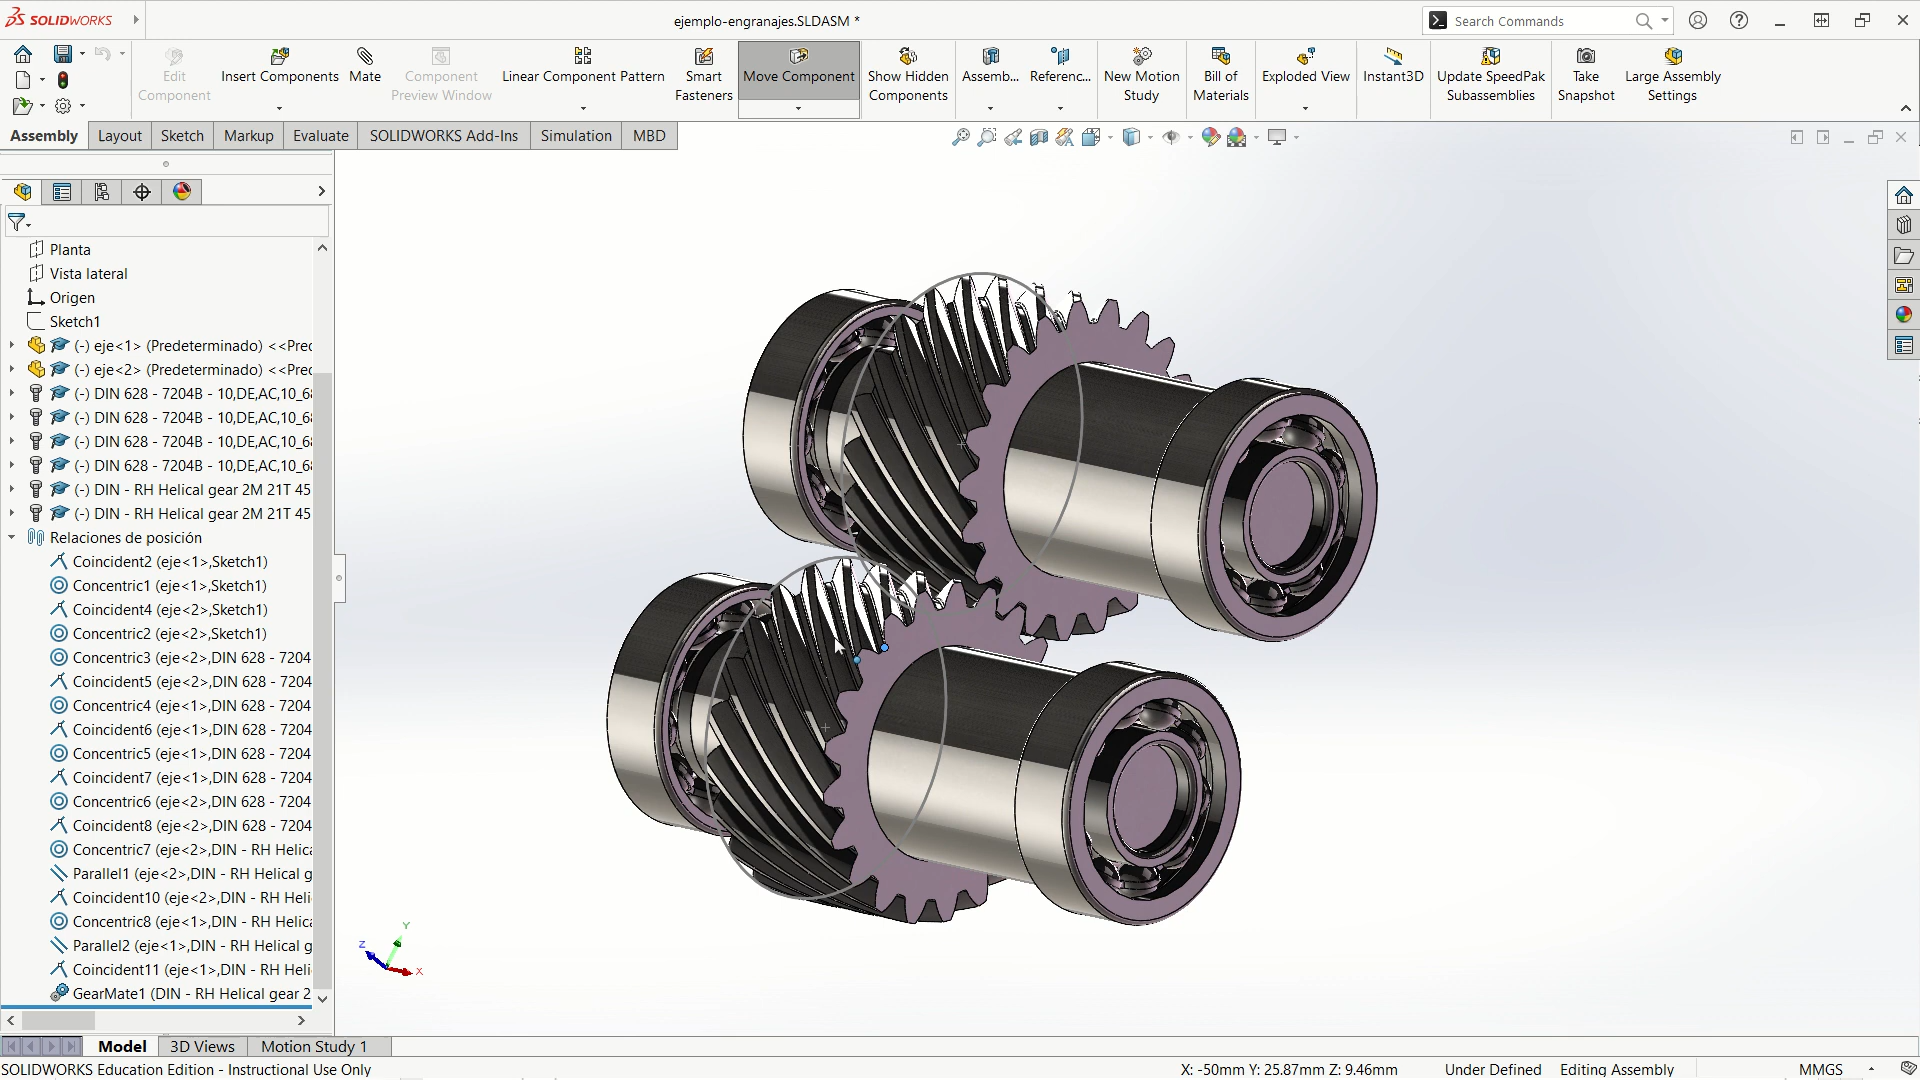 SOLIDWORKS
ejemplo-engranajes.SLDASM *
Search Commands
Edit Component
Insert Components
Mate
Component Preview Window
Linear Component Pattern
Smart Fasteners
Move Component
Show Hidden Components
Assemb...
Referenc...
New Motion Study
Bill of Materials
Exploded View
Instant3D
Update SpeedPak Subassemblies
Take Snapshot
Large Assembly Settings
Assembly
Layout
Sketch
Markup
Evaluate
SOLIDWORKS Add-Ins
Simulation
MBD
Planta
Vista lateral
Origen
Sketch1
(-) eje<1> (Predeterminado) <<Pred
(-) eje<2> (Predeterminado) <<Pred
(-) DIN 628 - 7204B - 10,DE,AC,10_68
(-) DIN 628 - 7204B - 10,DE,AC,10_68
(-) DIN 628 - 7204B - 10,DE,AC,10_68
(-) DIN 628 - 7204B - 10,DE,AC,10_68
(-) DIN - RH Helical gear 2M 21T 45
(-) DIN - RH Helical gear 2M 21T 45
Relaciones de posición
Coincident2 (eje<1>,Sketch1)
Concentric1 (eje<1>,Sketch1)
Coincident4 (eje<2>,Sketch1)
Concentric2 (eje<2>,Sketch1)
Concentric3 (eje<2>,DIN 628 - 7204
Coincident5 (eje<2>,DIN 628 - 7204
Concentric4 (eje<1>,DIN 628 - 7204
Coincident6 (eje<1>,DIN 628 - 7204
Concentric5 (eje<1>,DIN 628 - 7204
Coincident7 (eje<1>,DIN 628 - 7204
Concentric6 (eje<2>,DIN 628 - 7204
Coincident8 (eje<2>,DIN 628 - 7204
Concentric7 (eje<2>,DIN - RH Helica
Parallel1 (eje<2>,DIN - RH Helical g
Coincident10 (eje<2>,DIN - RH Heli
Concentric8 (eje<1>,DIN - RH Helica
Parallel2 (eje<1>,DIN - RH Helical g
Coincident11 (eje<1>,DIN - RH Heli
GearMate1 (DIN - RH Helical gear 2
Y
Z
X
Model
3D Views
Motion Study 1
SOLIDWORKS Education Edition - Instructional Use Only
X: -50mm Y: 25.87mm Z: 9.46mm
Under Defined
Editing Assembly
MMGS